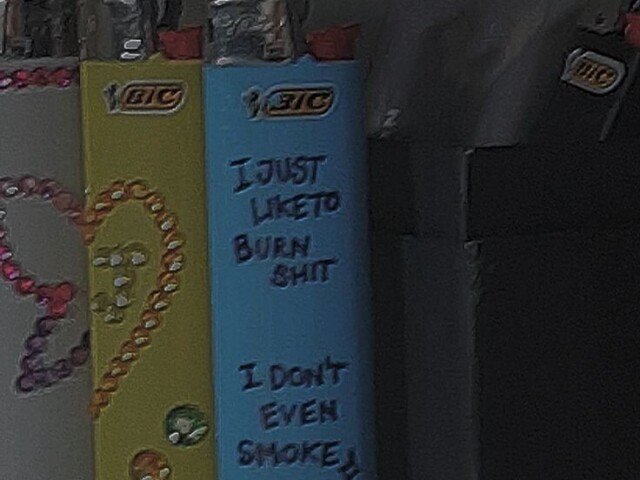 BIC
BIC
BIC
I JUST
LIKE TO
BURN
SHIT
I DON'T
EVEN
SMOKE